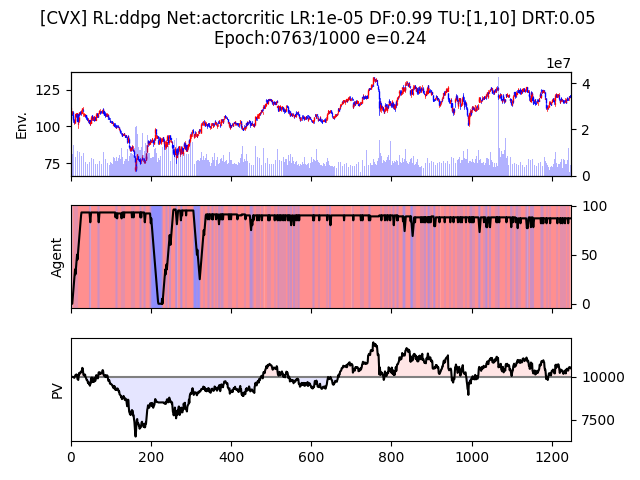 [CVX] RL:ddpg Net:actorcritic LR:1e-05 DF:0.99 TU:[1,10] DRT:0.05
Epoch:0763/1000 e=0.24
1e7
125
100
75
Env.
4
2
0
Agent
100
50
0
PV
10000
7500
0 200 400 600 800 1000 1200